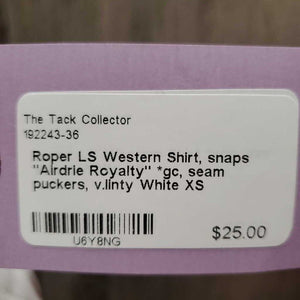 The Tack Collector
192243-36
Roper LS Western Shirt, snaps
"Airdrie Royalty" *gc, seam
puckers, v.linty White XS
U6Y8NG
$25.00